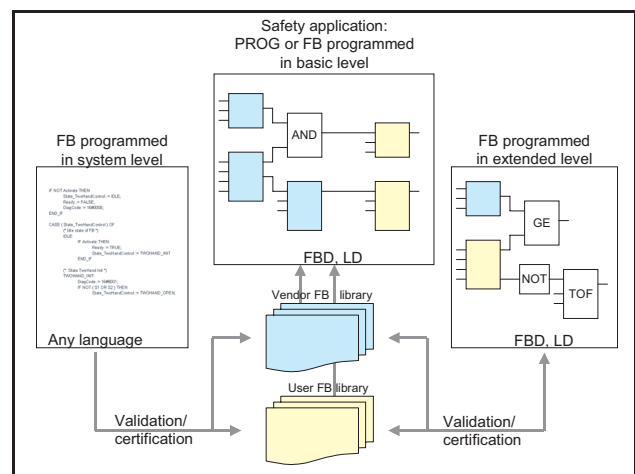 Safety application:
PROG or FB programmed
in basic level
FB programmed
in system level
FB programmed
in extended level
IF NOT Activate THEN
State_TwoHandControl := IDLE;
Ready := FALSE;
DiagCode := 16#0000;
END_IF
CASE ( State_TwoHandControl ) OF
(* Idle state of FB *)
IDLE:
IF Activate THEN
Ready := TRUE;
State_TwoHandControl := TWOHAND_INIT
END_IF
(* State TwoHand Init *)
TWOHAND_INIT:
DiagCode := 16#8001;
IF NOT ( S1 OR S2 ) THEN
State_TwoHandControl := TWOHAND_OPEN;
Any language
AND
FBD, LD
GE
NOT
TOF
FBD, LD
Vendor FB library
User FB library
Validation/
certification
Validation/
certification